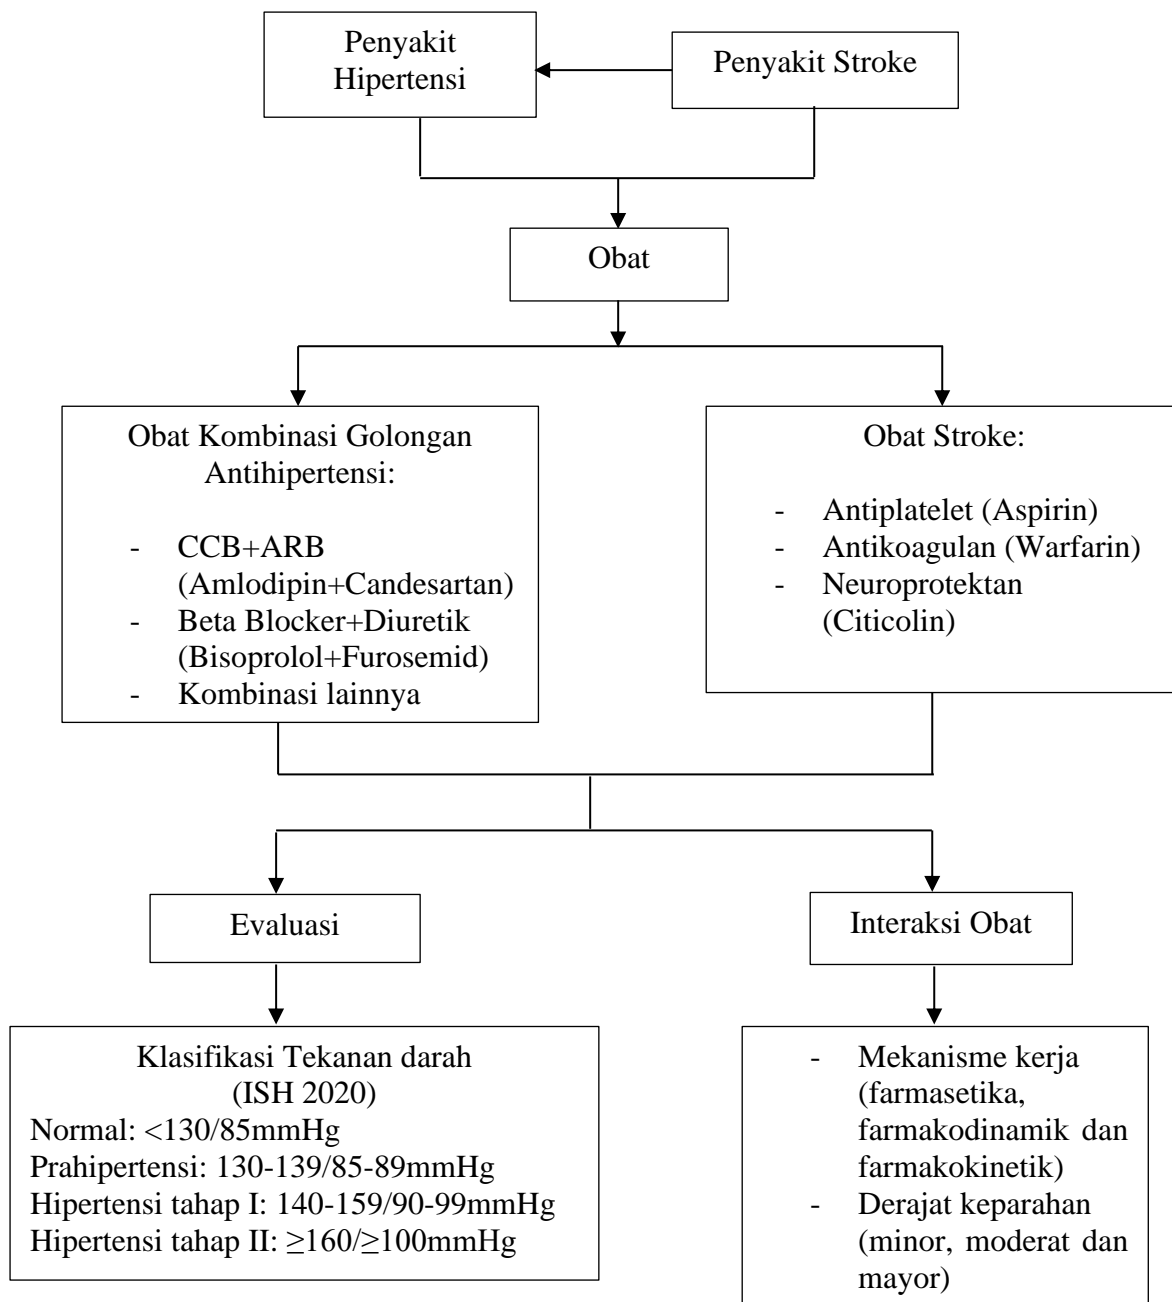 Penyakit
Hipertensi
Penyakit Stroke
Obat
Obat Kombinasi Golongan
Antihipertensi:
- CCB+ARB
(Amlodipin+Candesartan)
- Beta Blocker+Diuretik
(Bisoprolol+Furosemid)
- Kombinasi lainnya
Obat Stroke:
- Antiplatelet (Aspirin)
- Antikoagulan (Warfarin)
- Neuroprotektan
(Citicolin)
Evaluasi
Interaksi Obat
Klasifikasi Tekanan darah
(ISH 2020)
Normal: <130/85mmHg
Prahipertensi: 130-139/85-89mmHg
Hipertensi tahap I: 140-159/90-99mmHg
Hipertensi tahap II: ≥160/≥100mmHg
- Mekanisme kerja
(farmasetika,
farmakodinamik dan
farmakokinetik)
- Derajat keparahan
(minor, moderat dan
mayor)